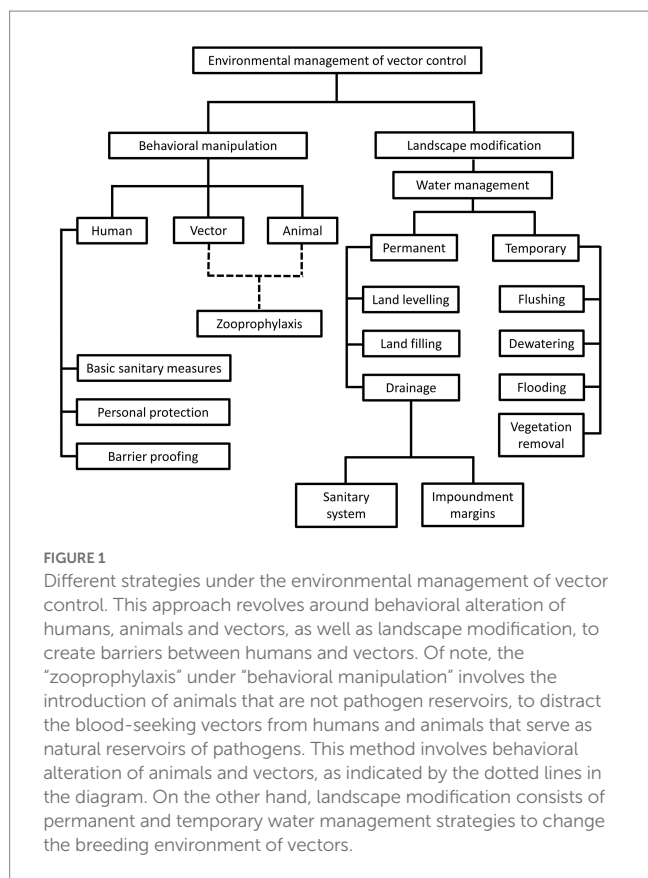 Environmental management of vector control
Behavioral manipulation
Landscape modification
Water management
Human
Vector
Animal
Permanent
Temporary
Zooprophylaxis
Land levelling
Flushing
Land filling
Dewatering
Basic sanitary measures
Drainage
Flooding
Personal protection
Vegetation
removal
Barrier proofing
Sanitary
system
Impoundment
margins
FIGURE 1
Different strategies under the environmental management of vector
control. This approach revolves around behavioral alteration of
humans, animals and vectors, as well as landscape modification, to
create barriers between humans and vectors. Of note, the
“zooprophylaxis” under “behavioral manipulation” involves the
introduction of animals that are not pathogen reservoirs, to distract
the blood-seeking vectors from humans and animals that serve as
natural reservoirs of pathogens. This method involves behavioral
alteration of animals and vectors, as indicated by the dotted lines in
the diagram. On the other hand, landscape modification consists of
permanent and temporary water management strategies to change
the breeding environment of vectors.